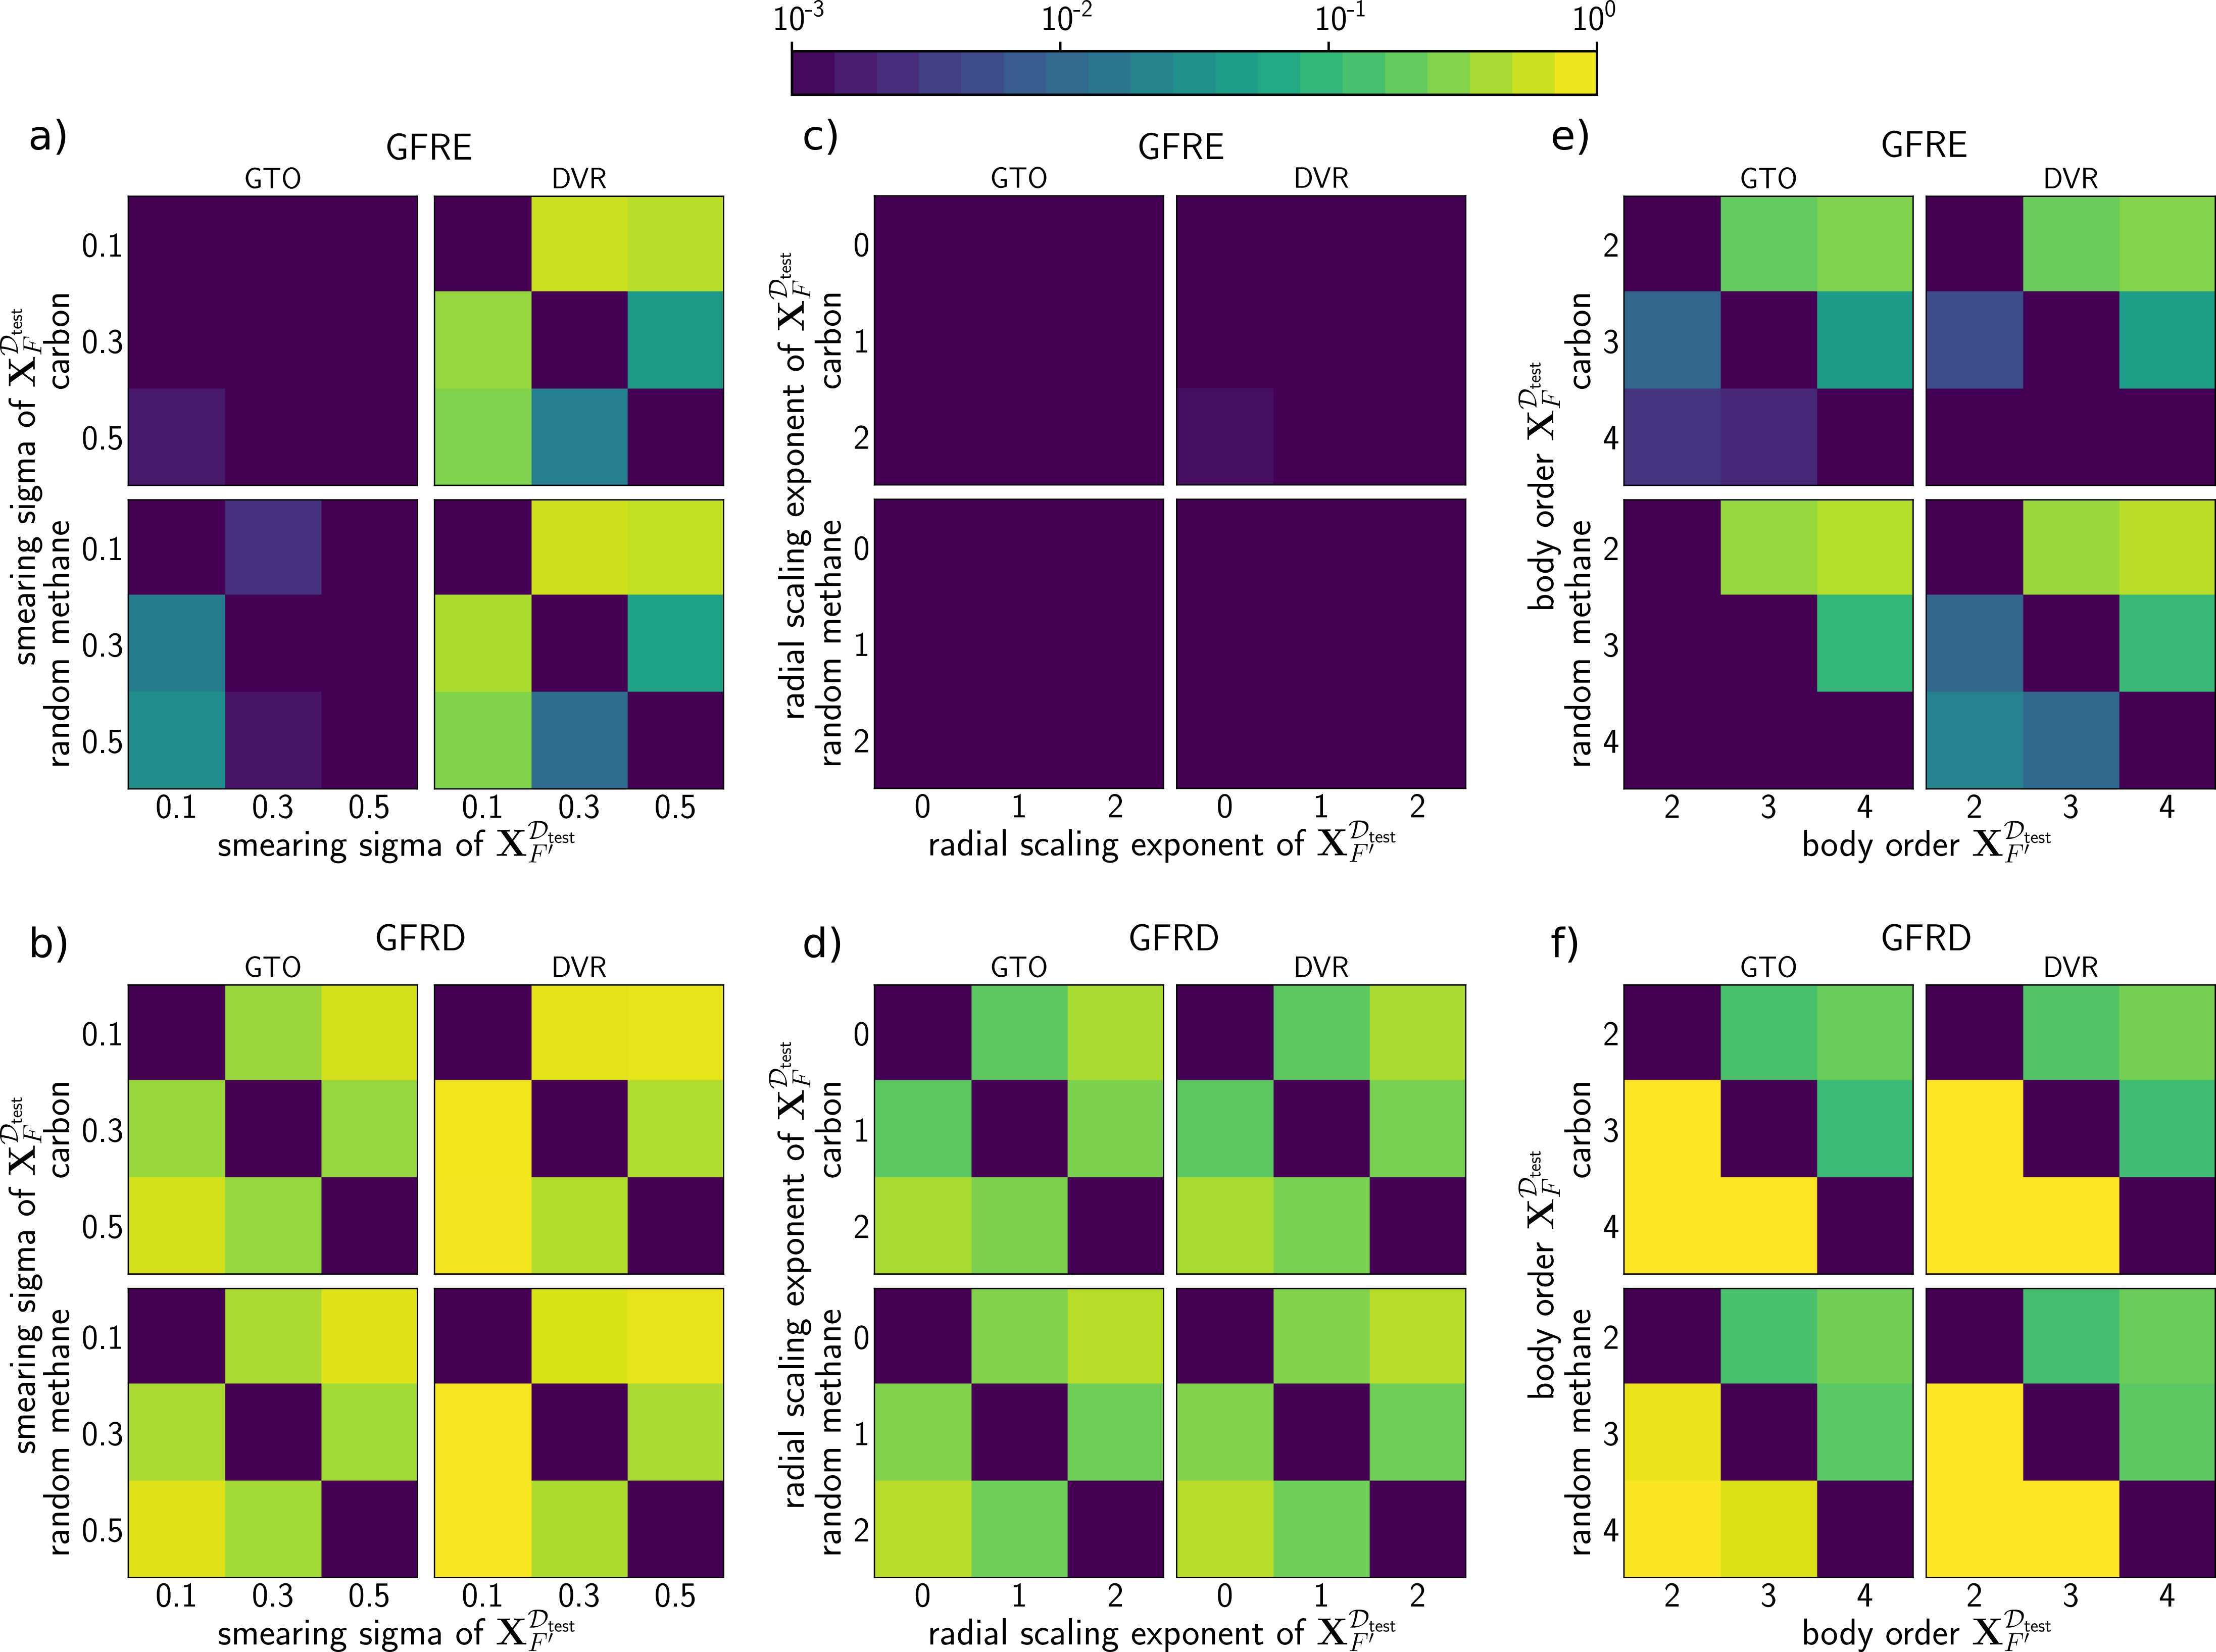 10^-3 10^-2 10^-1 10^0
a) GFRE
GTO DVR
smearing sigma of X_F^{D_test}
carbon
0.1
0.3
0.5
random methane
0.1
0.3
0.5
0.1 0.3 0.5 0.1 0.3 0.5
smearing sigma of X_{F'}^{D_test}
c) GFRE
GTO DVR
radial scaling exponent of X_F^{D_test}
carbon
0
1
2
random methane
0
1
2
0 1 2 0 1 2
radial scaling exponent of X_{F'}^{D_test}
e) GFRE
GTO DVR
body order X_F^{D_test}
carbon
2
3
4
random methane
2
3
4
2 3 4 2 3 4
body order X_{F'}^{D_test}
b) GFRD
GTO DVR
smearing sigma of X_F^{D_test}
carbon
0.1
0.3
0.5
random methane
0.1
0.3
0.5
0.1 0.3 0.5 0.1 0.3 0.5
smearing sigma of X_{F'}^{D_test}
d) GFRD
GTO DVR
radial scaling exponent of X_F^{D_test}
carbon
0
1
2
random methane
0
1
2
0 1 2 0 1 2
radial scaling exponent of X_{F'}^{D_test}
f) GFRD
GTO DVR
body order X_F^{D_test}
carbon
2
3
4
random methane
2
3
4
2 3 4 2 3 4
body order X_{F'}^{D_test}